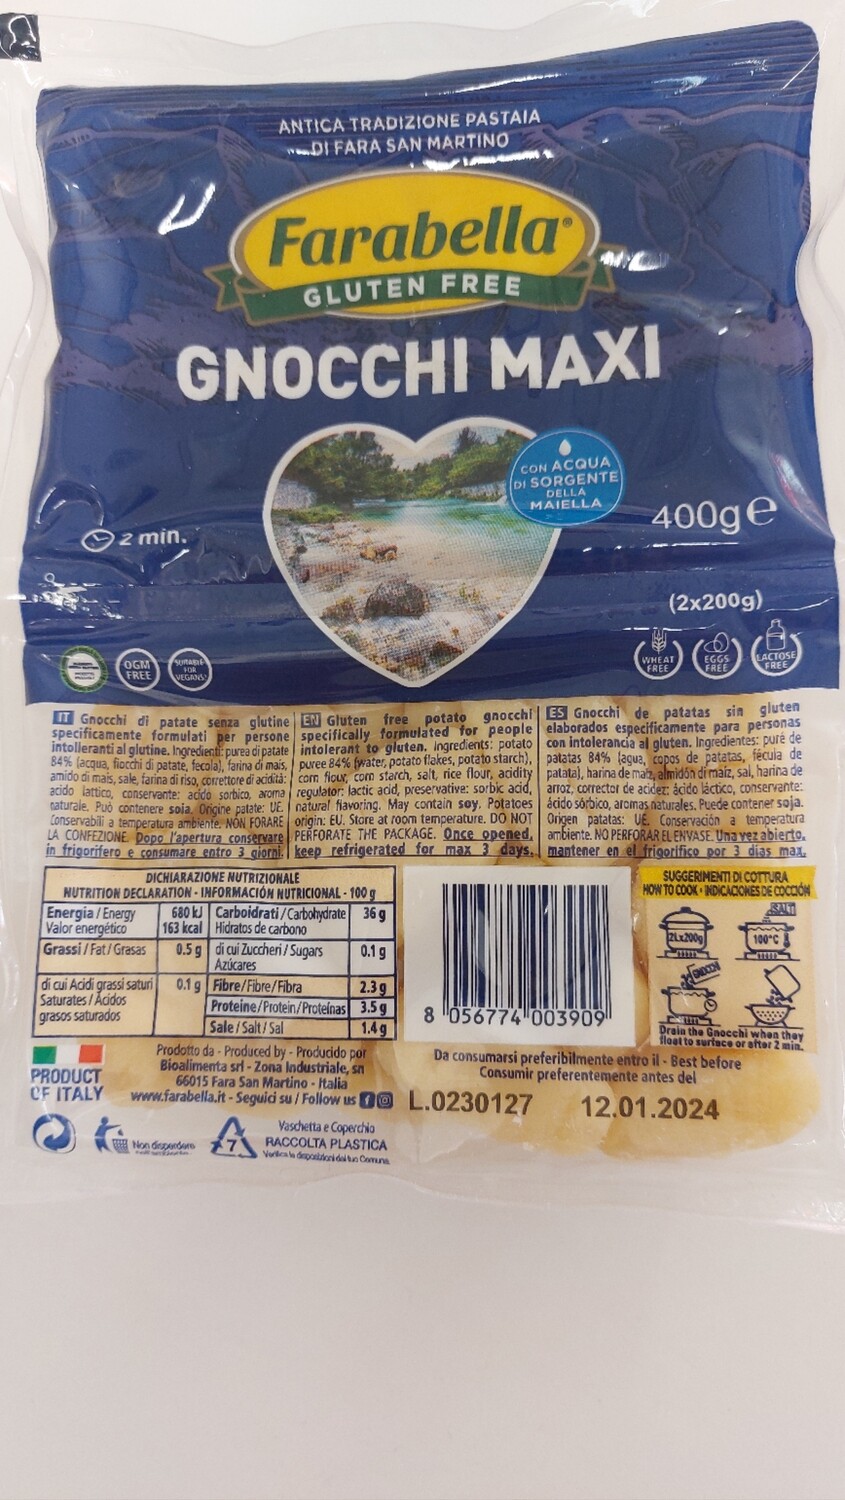 ANTICA TRADIZIONE PASTAIA
DI FARA SAN MARTINO
Farabella®
GLUTEN FREE
GNOCCHI MAXI
CON ACQUA
DI SORGENTE
DELLA
MAIELLA
400g e
2 min.
(2x200g)
OGM
FREE
SUITABLE
FOR
VEGANS
WHEAT
FREE
EGGS
FREE
LACTOSE
FREE
IT Gnocchi di patate senza glutine
specificamente formulati per persone
intolleranti al glutine. Ingredienti: purea di patate
84% (acqua, fiocchi di patate, fecola), farina di mais,
amido di mais, sale, farina di riso, correttore di acidità:
acido lattico, conservante: acido sorbico, aroma
naturale. Può contenere soia. Origine patate: UE.
Conservabili a temperatura ambiente. NON FORARE
LA CONFEZIONE. Dopo l'apertura conservare
in frigorifero e consumare entro 3 giorni.
EN Gluten free potato gnocchi
specifically formulated for people
intolerant to gluten. Ingredients: potato
puree 84% (water, potato flakes, potato starch),
corn flour, corn starch, salt, rice flour, acidity
regulator: lactic acid, preservative: sorbic acid,
natural flavoring. May contain soy. Potatoes
origin: EU. Store at room temperature. DO NOT
PERFORATE THE PACKAGE. Once opened,
keep refrigerated for max 3 days.
ES Gnocchi de patatas sin gluten
elaborados especificamente para personas
con intolerancia al gluten. Ingredientes: puré de
patatas 84% (agua, copos de patatas, fécula de
patata), harina de maíz, almidón di maíz, sal, harina de
arroz, corrector de acidez: ácido láctico, conservante:
ácido sórbico, aromas naturales. Puede contener soja.
Origen patatas: UE. Conservación a temperatura
ambiente. NO PERFORAR EL ENVASE. Una vez abierto,
mantener en el frigorifico por 3 dias max.
DICHIARAZIONE NUTRIZIONALE
NUTRITION DECLARATION - INFORMACIÓN NUTRICIONAL - 100 g
Energia / Energy 680 kJ Carboidrati / Carbohydrate 36 g
Valor energético 163 kcal Hidratos de carbono
Grassi / Fat / Grasas 0.5 g di cui Zuccheri / Sugars 0.1 g
Azúcares
di cui Acidi grassi saturi 0.1 g Fibre / Fibre / Fibra 2.3 g
Saturates / Ácidos
grasos saturados
Proteine / Protein / Proteínas 3.5 g
Sale / Salt / Sal 1.4 g
8 056774 003909
SUGGERIMENTI DI COTTURA
HOW TO COOK • INDICACIONES DE COCCIÓN
2Lx200g
SALT
100°C
GNOCCHI
Drain the Gnocchi when they
float to surface or after 2 min.
PRODUCT
OF ITALY
Prodotto da - Produced by - Producido por
Bioalimenta srl - Zona Industriale, sn
66015 Fara San Martino - Italia
www.farabella.it - Seguici su / Follow us
Da consumarsi preferibilmente entro il - Best before
Consumir preferentemente antes del
L.0230127 12.01.2024
Non disperdere
7
Vaschetta e Coperchio
RACCOLTA PLASTICA
Verifica le disposizioni del tuo Comune